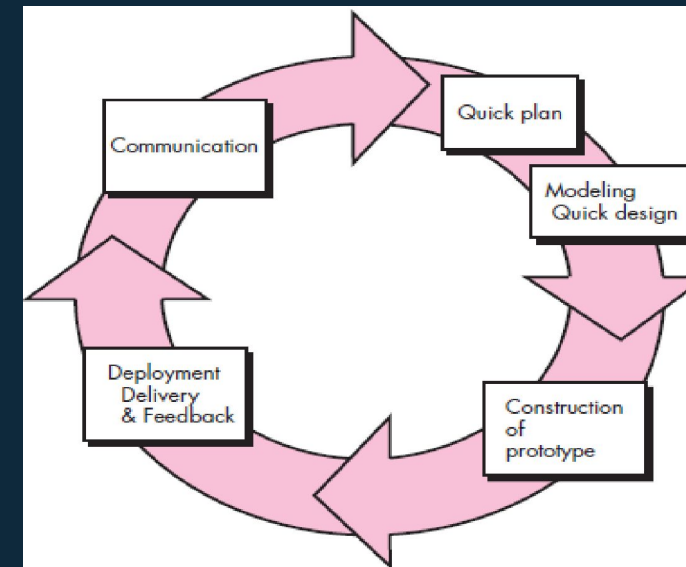 Communication
Quick plan
Modeling
Quick design
Construction
of
prototype
Deployment
Delivery
& Feedback